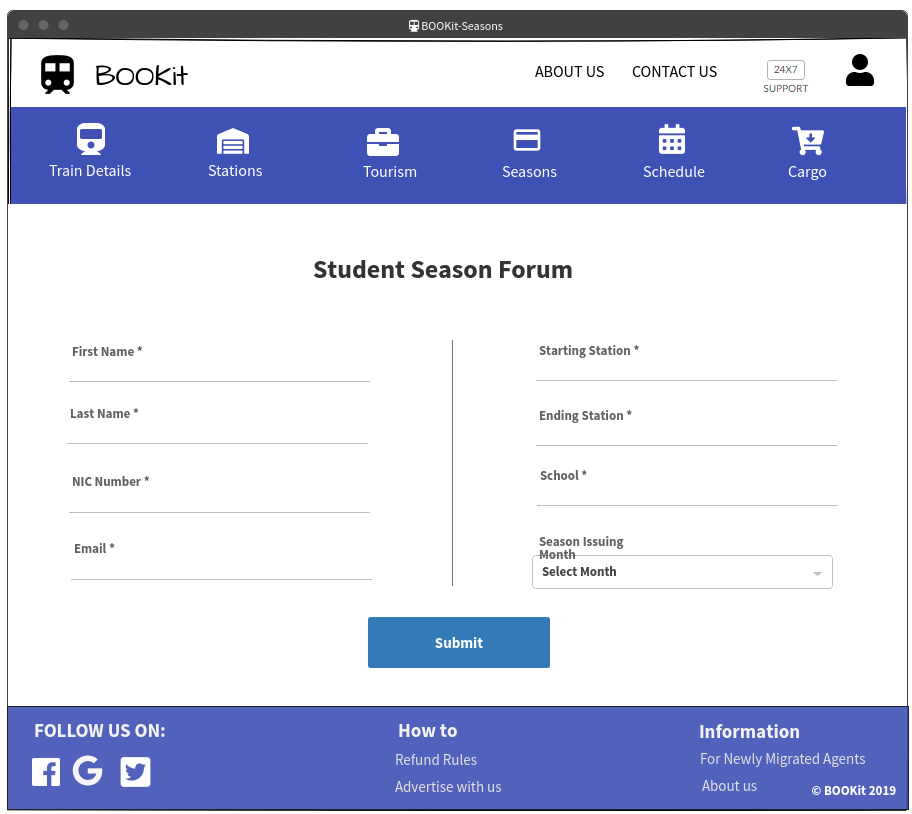 BOOKit-Seasons
BOOKit
ABOUT US
CONTACT US
24X7
SUPPORT
Train Details
Stations
Tourism
Seasons
Schedule
Cargo
Student Season Forum
First Name *
Last Name *
NIC Number *
Email *
Starting Station *
Ending Station *
School *
Season Issuing
Month
Select Month
Submit
FOLLOW US ON:
How to
Refund Rules
Advertise with us
Information
For Newly Migrated Agents
About us
© BOOKit 2019